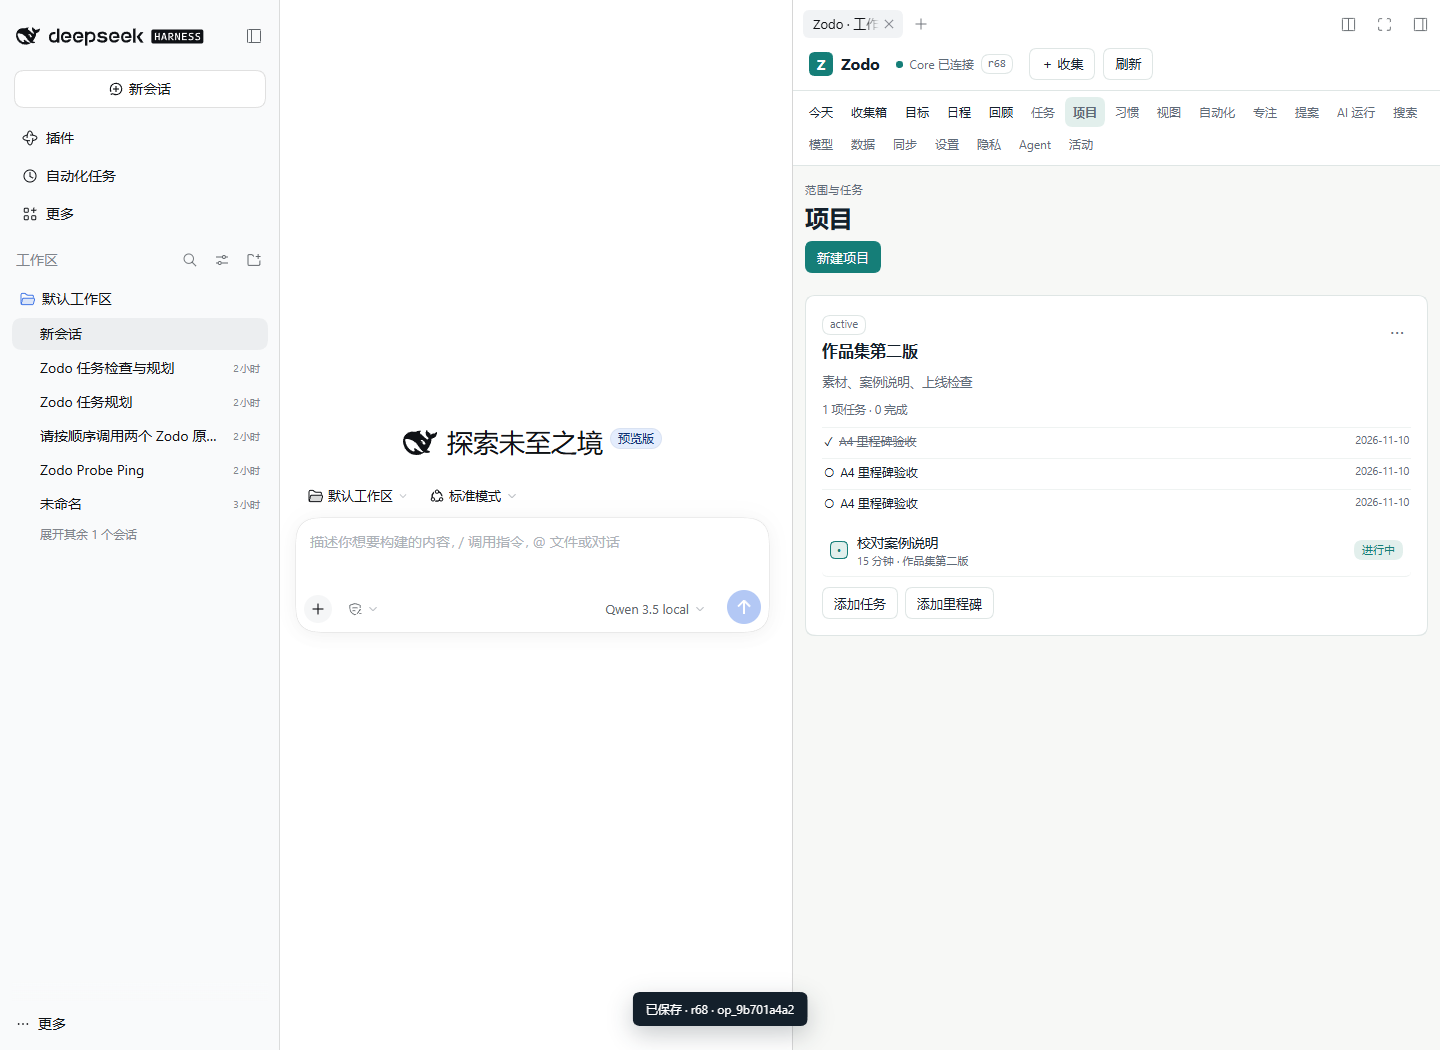 deepseek HARNESS
新会话
插件
自动化任务
更多
工作区
默认工作区
新会话
Zodo 任务检查与规划 2小时
Zodo 任务规划 2小时
请按顺序调用两个 Zodo 原... 2小时
Zodo Probe Ping 2小时
未命名 3小时
展开其余 1 个会话
··· 更多
探索未至之境 预览版
默认工作区 标准模式
描述你想要构建的内容, / 调用指令, @ 文件或对话
Qwen 3.5 local
Zodo · 工作
Z Zodo Core 已连接 r68 + 收集 刷新
今天 收集箱 目标 日程 回顾 任务 项目 习惯 视图 自动化 专注 提案 AI 运行 搜索
模型 数据 同步 设置 隐私 Agent 活动
范围与任务
项目
新建项目
active
···
作品集第二版
素材、案例说明、上线检查
1 项任务 · 0 完成
✓ A4 里程碑验收 2026-11-10
A4 里程碑验收 2026-11-10
A4 里程碑验收 2026-11-10
校对案例说明 进行中
15 分钟 · 作品集第二版
添加任务 添加里程碑
已保存 · r68 · op_9b701a4a2